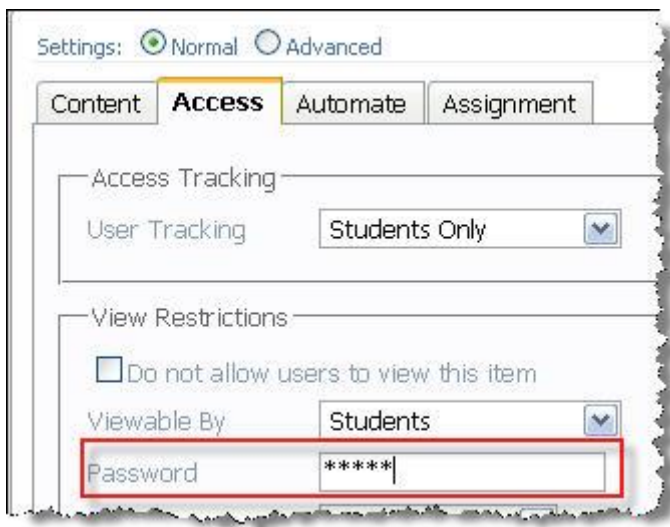 Settings: Normal Advanced
Content Access Automate Assignment
Access Tracking
User Tracking Students Only
View Restrictions
Do not allow users to view this item
Viewable By Students
Password *****